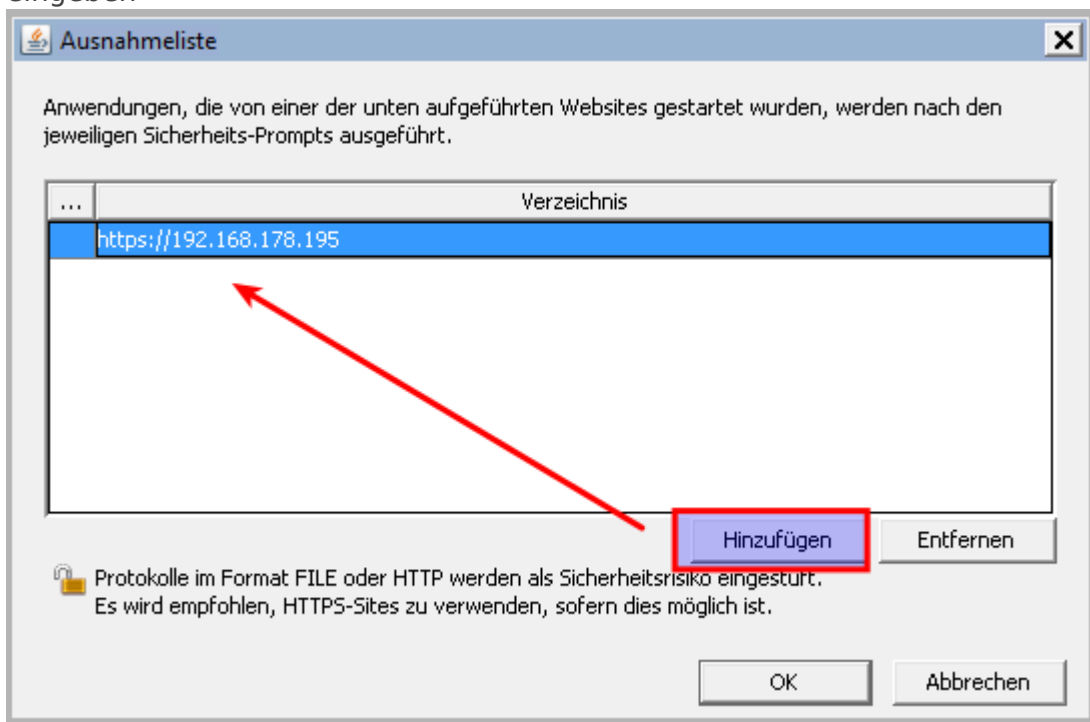 eingeben
Ausnahmeliste
Anwendungen, die von einer der unten aufgeführten Websites gestartet wurden, werden nach den
jeweiligen Sicherheits-Prompts ausgeführt.
... Verzeichnis
https://192.168.178.195
Hinzufügen Entfernen
Protokolle im Format FILE oder HTTP werden als Sicherheitsrisiko eingestuft.
Es wird empfohlen, HTTPS-Sites zu verwenden, sofern dies möglich ist.
OK Abbrechen